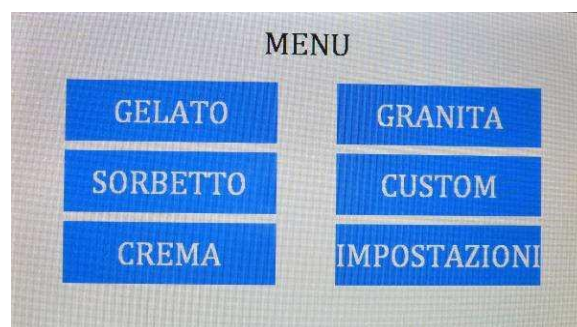 MENU
GELATO
GRANITA
SORBETTO
CUSTOM
CREMA
IMPOSTAZIONI